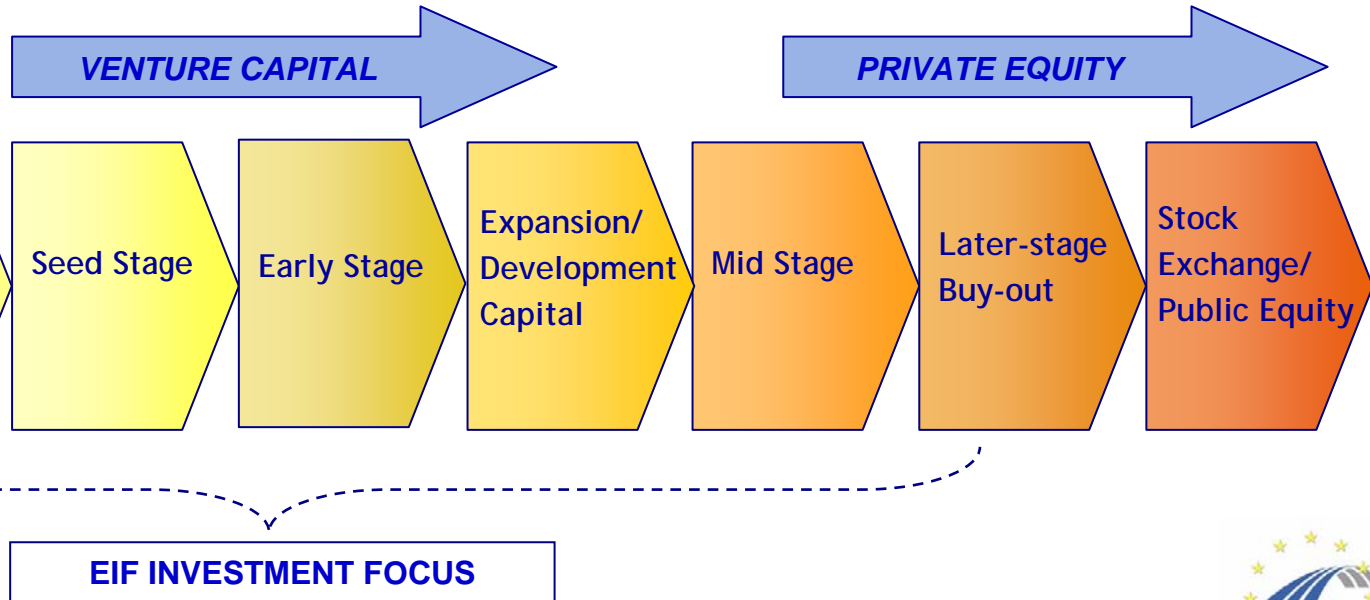 VENTURE CAPITAL
PRIVATE EQUITY
Seed Stage
Early Stage
Expansion/
Development
Capital
Mid Stage
Later-stage
Buy-out
Stock
Exchange/
Public Equity
EIF INVESTMENT FOCUS